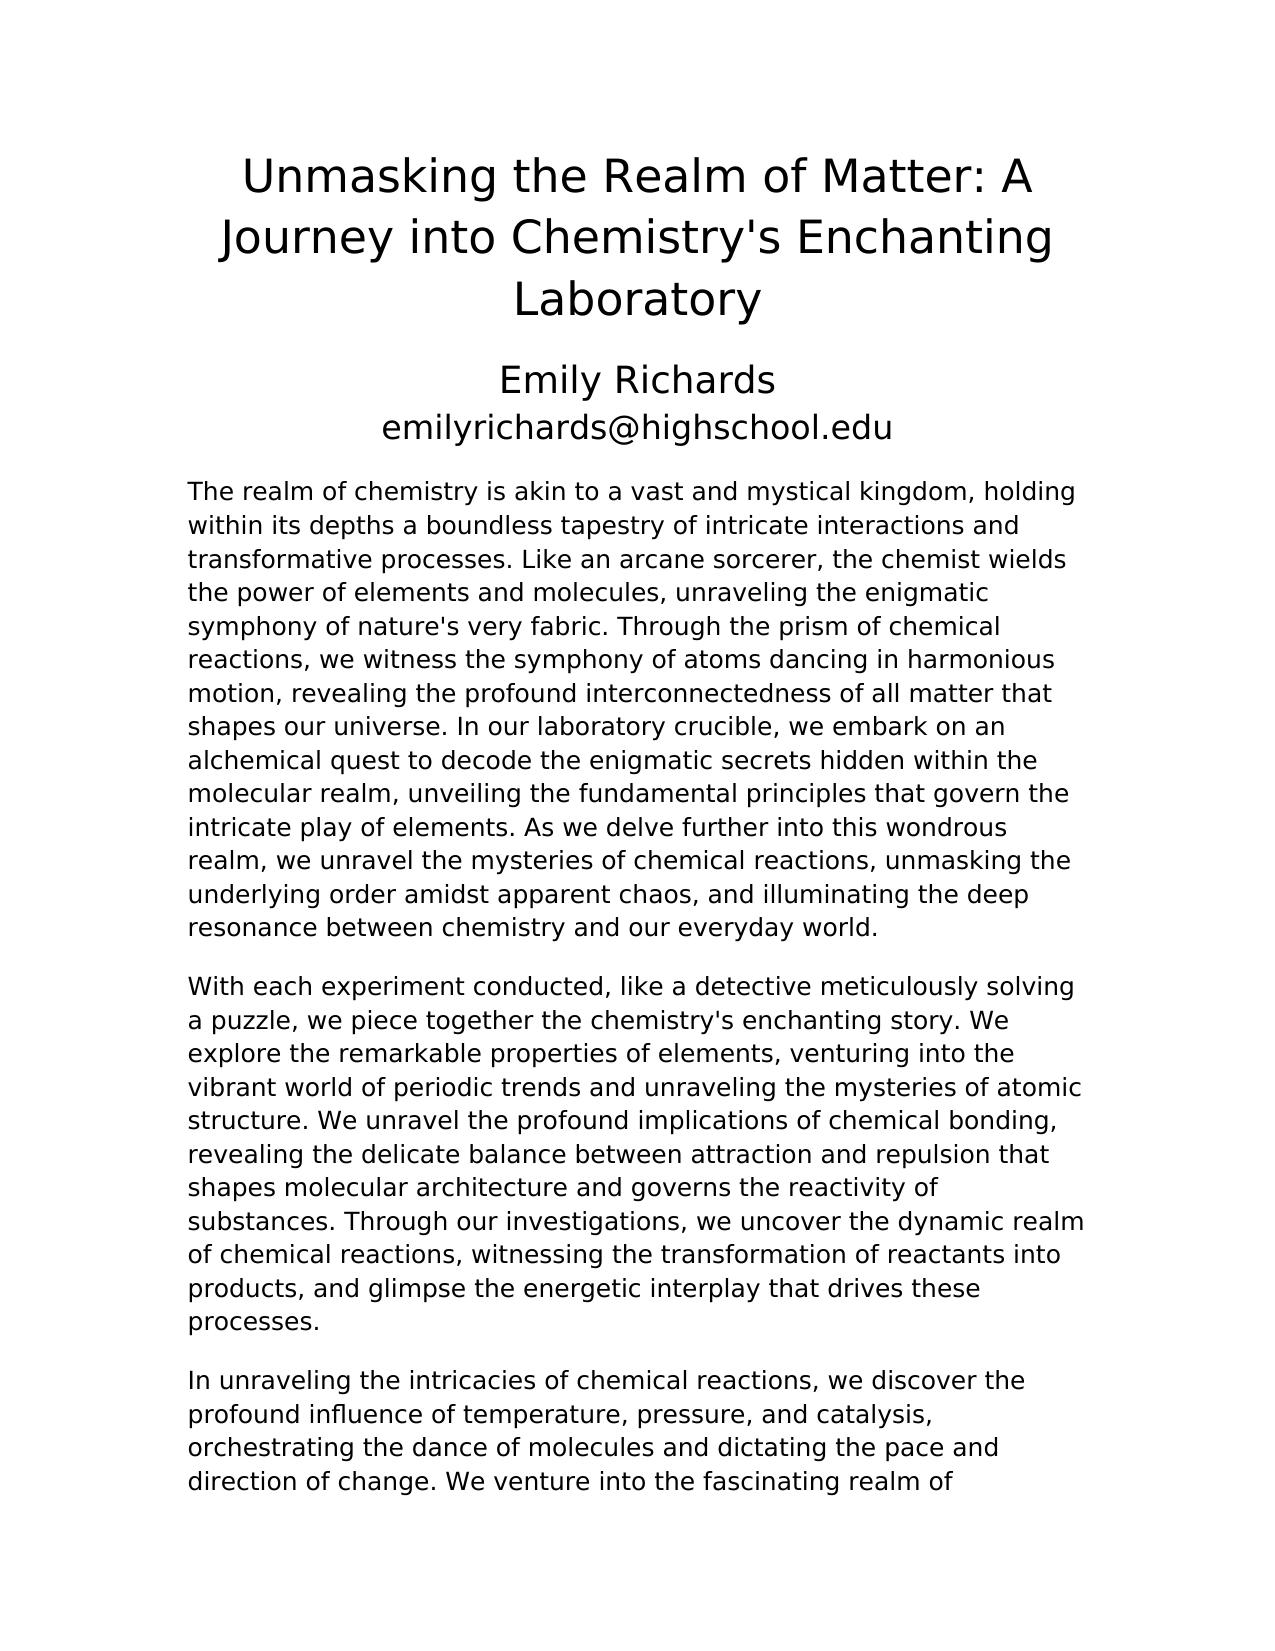 Unmasking the Realm of Matter: A
Journey into Chemistry's Enchanting
Laboratory
Emily Richards
emilyrichards@highschool.edu
The realm of chemistry is akin to a vast and mystical kingdom, holding
within its depths a boundless tapestry of intricate interactions and
transformative processes. Like an arcane sorcerer, the chemist wields
the power of elements and molecules, unraveling the enigmatic
symphony of nature's very fabric. Through the prism of chemical
reactions, we witness the symphony of atoms dancing in harmonious
motion, revealing the profound interconnectedness of all matter that
shapes our universe. In our laboratory crucible, we embark on an
alchemical quest to decode the enigmatic secrets hidden within the
molecular realm, unveiling the fundamental principles that govern the
intricate play of elements. As we delve further into this wondrous
realm, we unravel the mysteries of chemical reactions, unmasking the
underlying order amidst apparent chaos, and illuminating the deep
resonance between chemistry and our everyday world.
With each experiment conducted, like a detective meticulously solving
a puzzle, we piece together the chemistry's enchanting story. We
explore the remarkable properties of elements, venturing into the
vibrant world of periodic trends and unraveling the mysteries of atomic
structure. We unravel the profound implications of chemical bonding,
revealing the delicate balance between attraction and repulsion that
shapes molecular architecture and governs the reactivity of
substances. Through our investigations, we uncover the dynamic realm
of chemical reactions, witnessing the transformation of reactants into
products, and glimpse the energetic interplay that drives these
processes.
In unraveling the intricacies of chemical reactions, we discover the
profound influence of temperature, pressure, and catalysis,
orchestrating the dance of molecules and dictating the pace and
direction of change. We venture into the fascinating realm of